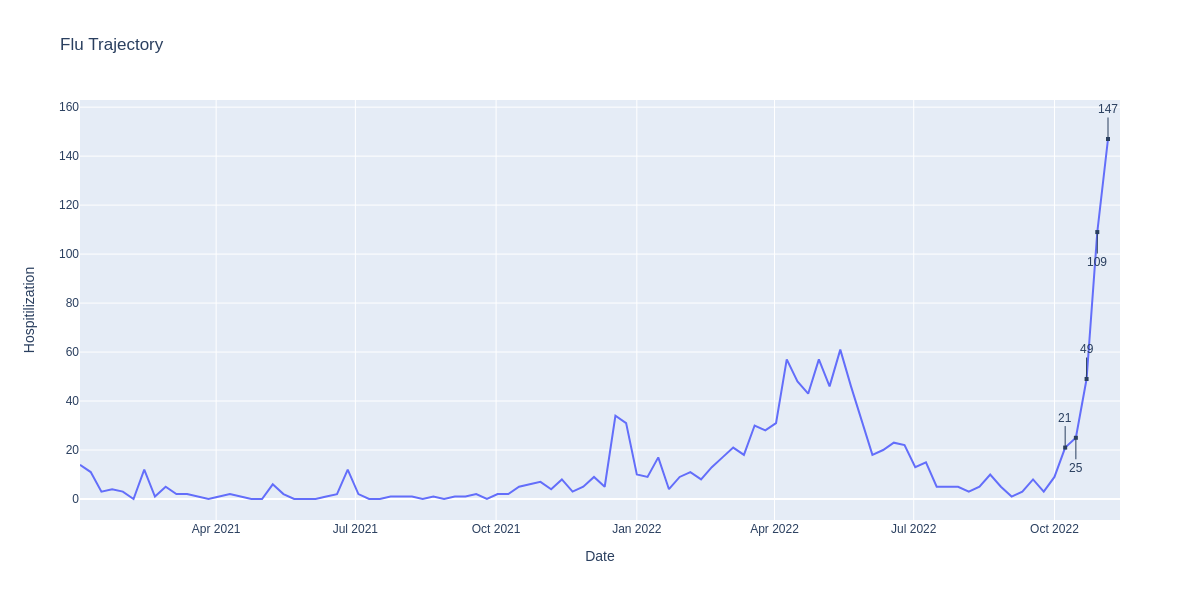 Flu Trajectory
160
140
120
100
80
60
40
20
0
Hospitilization
147
109
49
21
25
Apr 2021
Jul 2021
Oct 2021
Jan 2022
Apr 2022
Jul 2022
Oct 2022
Date